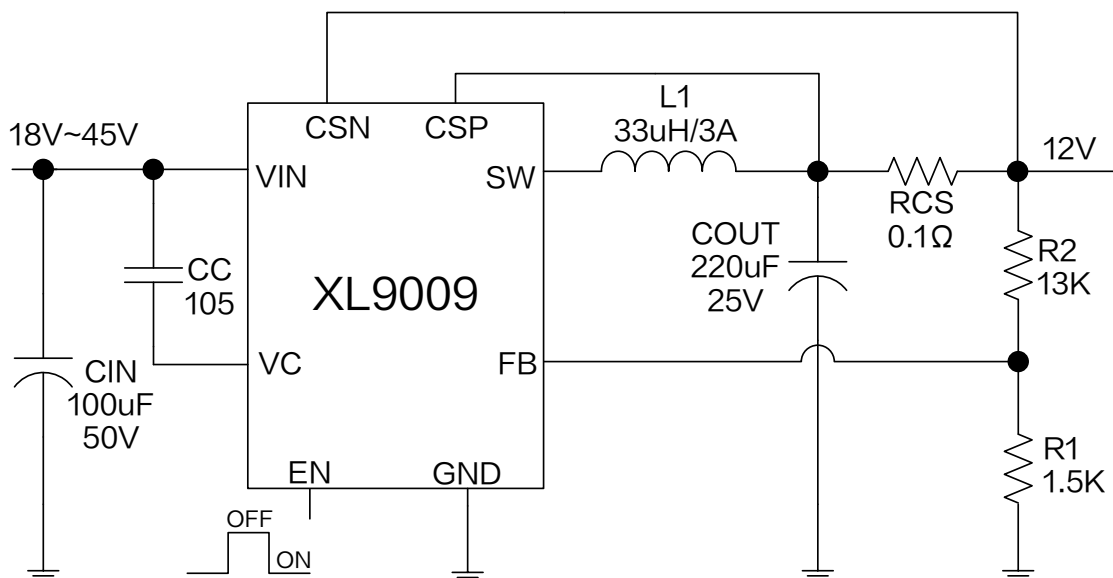 CSN
CSP
L1
33uH/3A
18V~45V
12V
VIN
SW
RCS
0.1Ω
COUT
220uF
25V
R2
13K
CC
105
XL9009
VC
FB
CIN
100uF
50V
EN
GND
R1
1.5K
OFF
ON